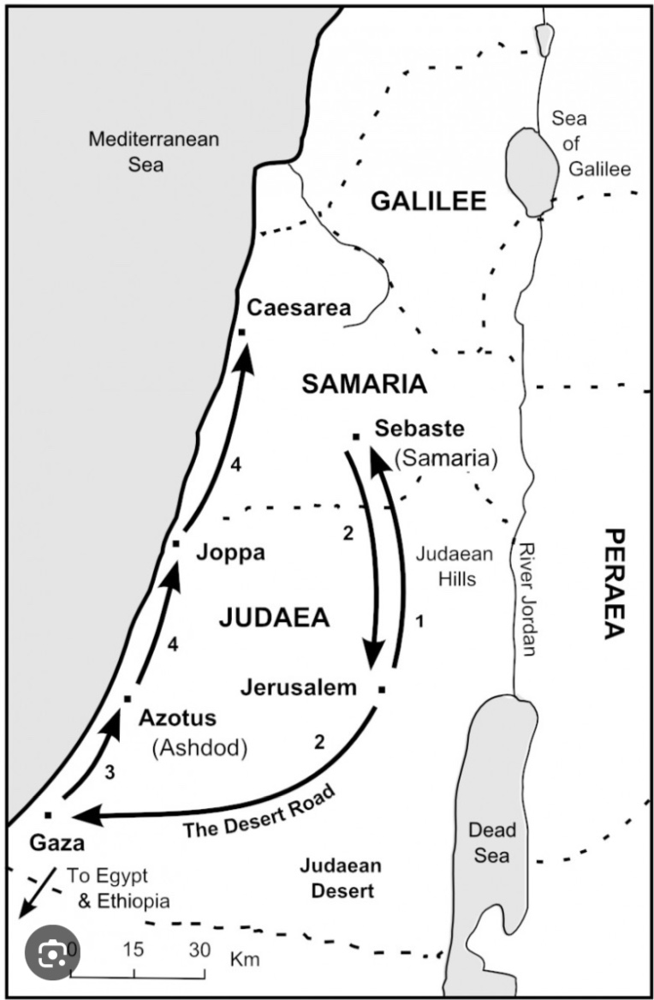 Mediterranean
Sea
Sea
of
Galilee
GALILEE
Caesarea
SAMARIA
Sebaste
(Samaria)
4
2
Joppa
Judaean
Hills
River Jordan
PERAEA
JUDAEA
1
4
Jerusalem
Azotus
(Ashdod)
2
3
The Desert Road
Gaza
Dead
Sea
To Egypt
& Ethiopia
Judaean
Desert
0 15 30 Km